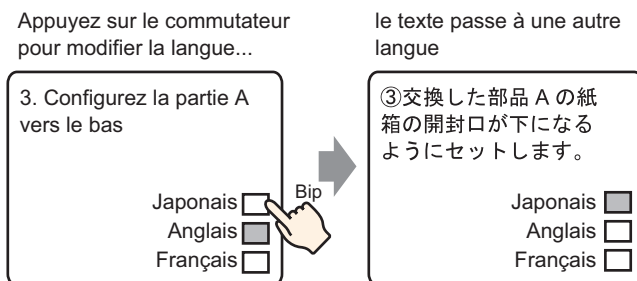 Appuyez sur le commutateur
pour modifier la langue...
3. Configurez la partie A
vers le bas
Japonais
Anglais
Français
Bip
le texte passe à une autre
langue
③交換した部品 A の紙
箱の開封口が下になる
ようにセットします。
Japonais
Anglais
Français